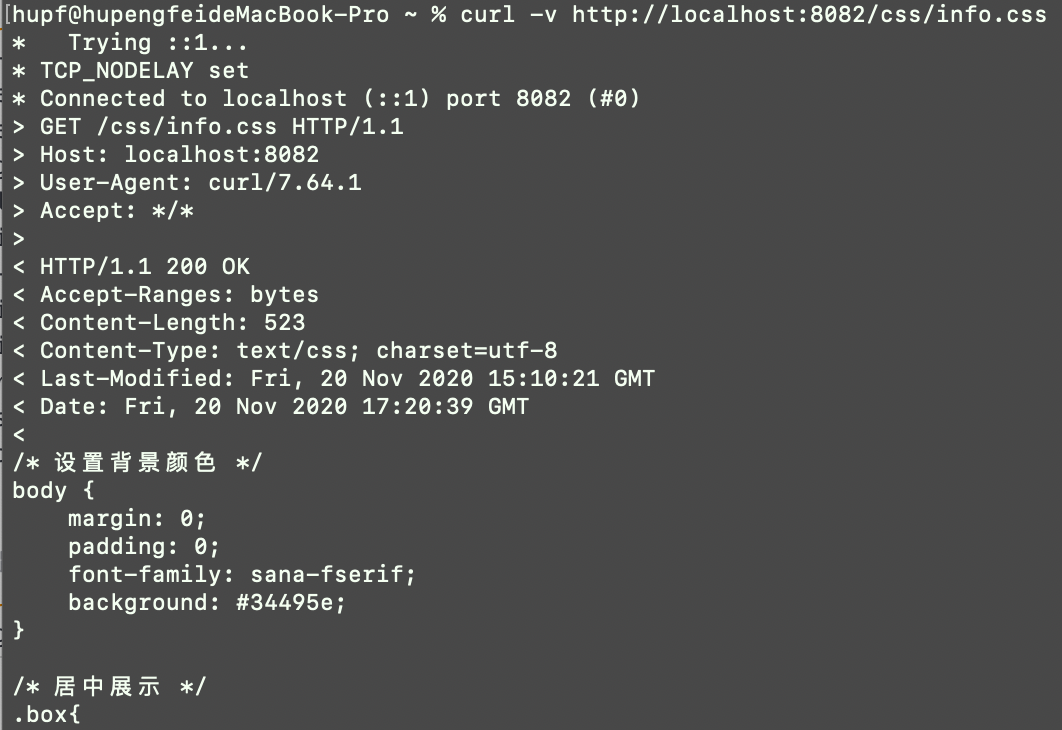 [hupf@hupengfeideMacBook-Pro ~ % curl -v http://localhost:8082/css/info.css
*   Trying ::1...
* TCP_NODELAY set
* Connected to localhost (::1) port 8082 (#0)
> GET /css/info.css HTTP/1.1
> Host: localhost:8082
> User-Agent: curl/7.64.1
> Accept: */*
>
< HTTP/1.1 200 OK
< Accept-Ranges: bytes
< Content-Length: 523
< Content-Type: text/css; charset=utf-8
< Last-Modified: Fri, 20 Nov 2020 15:10:21 GMT
< Date: Fri, 20 Nov 2020 17:20:39 GMT
<
/* 设置背景颜色 */
body {
    margin: 0;
    padding: 0;
    font-family: sana-fserif;
    background: #34495e;
}

/* 居中展示 */
.box{